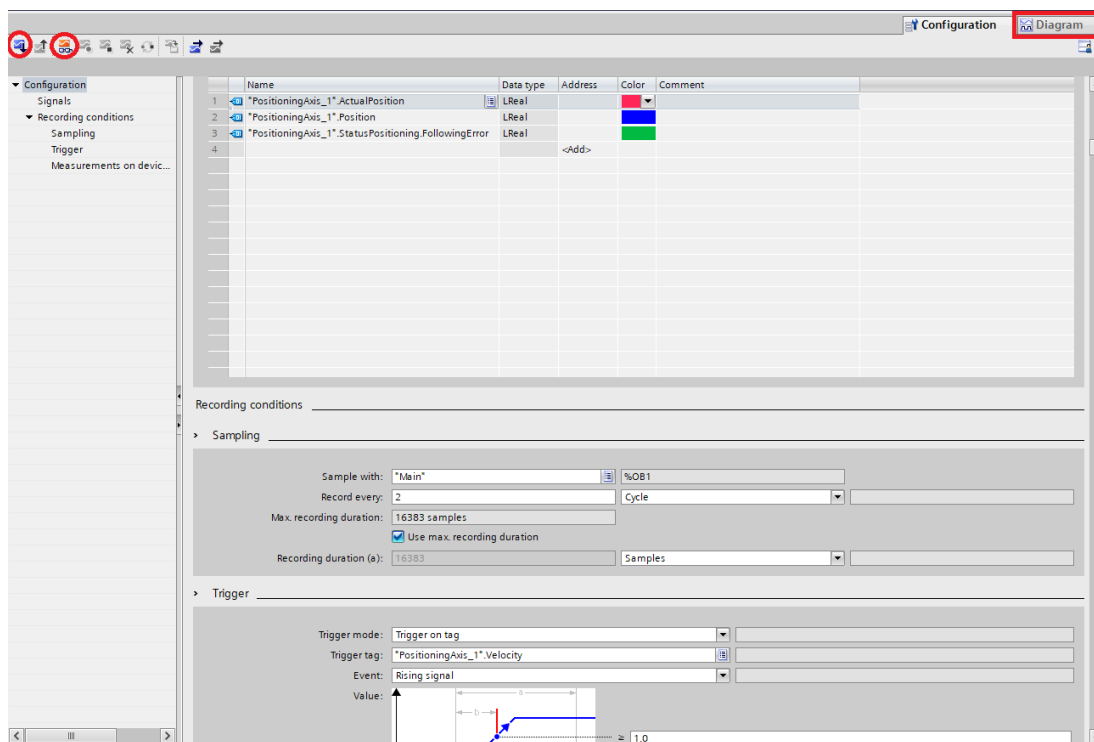 Configuration
Diagram
Configuration
Signals
Recording conditions
Sampling
Trigger
Measurements on devic...
Name Data type Address Color Comment
1 "PositioningAxis_1".ActualPosition LReal
2 "PositioningAxis_1".Position LReal
3 "PositioningAxis_1".StatusPositioning.FollowingError LReal
4 <Add>
Recording conditions
Sampling
Sample with: "Main" %OB1
Record every: 2 Cycle
Max. recording duration: 16383 samples
Use max. recording duration
Recording duration (a): 16383 Samples
Trigger
Trigger mode: Trigger on tag
Trigger tag: "PositioningAxis_1".Velocity
Event: Rising signal
Value:
a
b
≥ 1.0